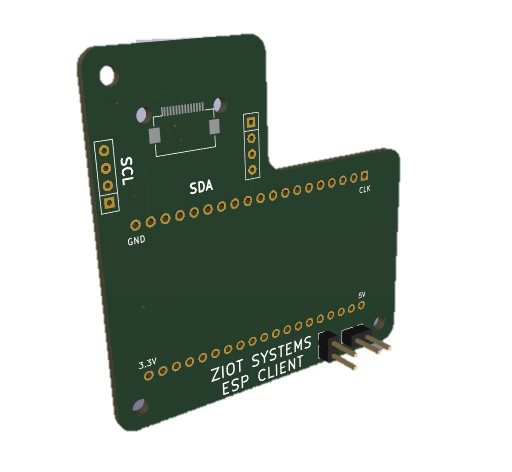 SCL
SDA
CLK
GND
5V
3.3V
ZIOT SYSTEMS
ESP CLIENT